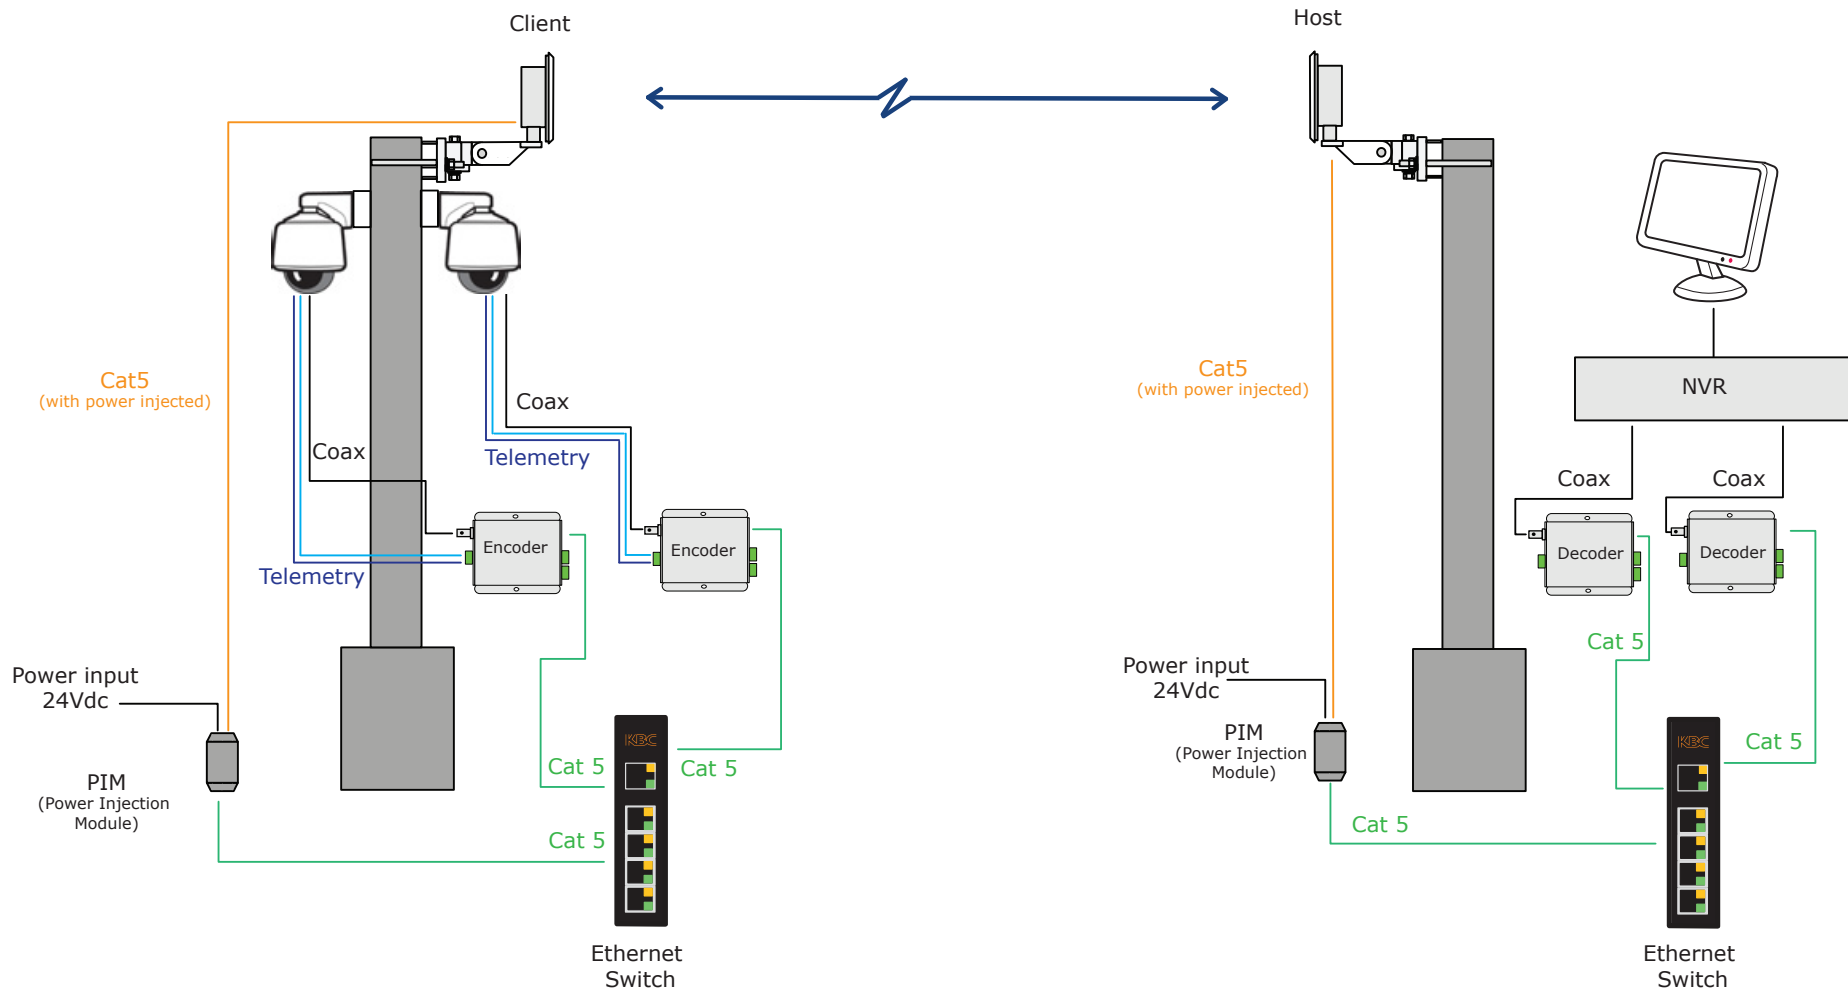 Client
Host
Cat5
(with power injected)
Coax
Coax
Telemetry
Telemetry
Encoder
Encoder
Power input
24Vdc
PIM
(Power Injection
Module)
Cat 5
Cat 5
Cat 5
KBC
Ethernet
Switch
Cat5
(with power injected)
NVR
Coax
Coax
Decoder
Decoder
Cat 5
Power input
24Vdc
PIM
(Power Injection
Module)
Cat 5
Cat 5
KBC
Ethernet
Switch